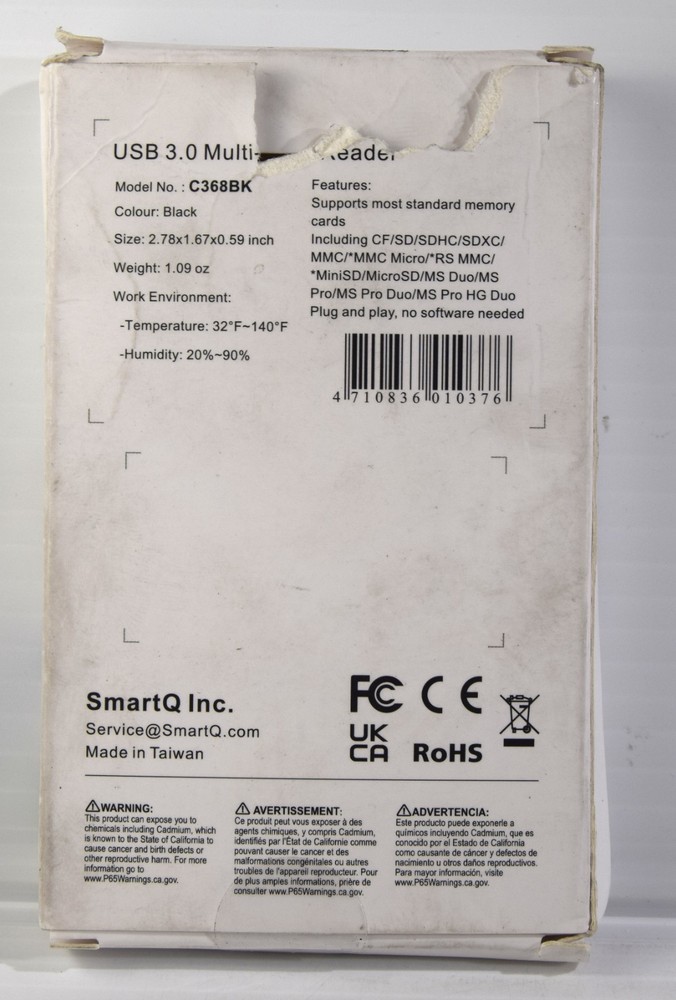 USB 3.0 Multi-
Model No. : C368BK
Colour: Black
Size: 2.78x1.67x0.59 inch
Weight: 1.09 oz
Work Environment:
-Temperature: 32°F~140°F
-Humidity: 20%~90%
Reader
Features:
Supports most standard memory
cards
Including CF/SD/SDHC/SDXC/
MMC/*MMC Micro/*RS MMC/
*MiniSD/MicroSD/MS Duo/MS
Pro/MS Pro Duo/MS Pro HG Duo
Plug and play, no software needed
4 710836 010376
SmartQ Inc.
Service@SmartQ.com
Made in Taiwan
FC CE
UK
CA RoHS
WARNING:
This product can expose you to
chemicals including Cadmium, which
is known to the State of California to
cause cancer and birth defects or
other reproductive harm. For more
information go to
www.P65Warnings.ca.gov.
AVERTISSEMENT:
Ce produit peut vous exposer à des
agents chimiques, y compris Cadmium,
identifiés par l'État de Californie comme
pouvant causer le cancer et des
malformations congénitales ou autres
troubles de l'appareil reproducteur. Pour
de plus amples informations, prière de
consulter www.P65Warnings.ca.gov.
ADVERTENCIA:
Este producto puede exponerle a
químicos incluyendo Cadmium, que es
conocido por el Estado de California
como causante de cáncer y defectos de
nacimiento u otros daños reproductivos.
Para mayor información, visite
www.P65Warnings.ca.gov.